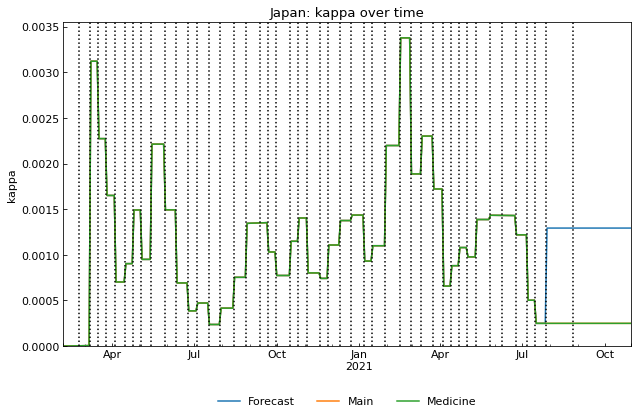 Japan: kappa over time
0.0035
0.0030
0.0025
0.0020
0.0015
0.0010
0.0005
0.0000
kappa
Apr Jul Oct Jan Apr Jul Oct
2021
Forecast Main Medicine